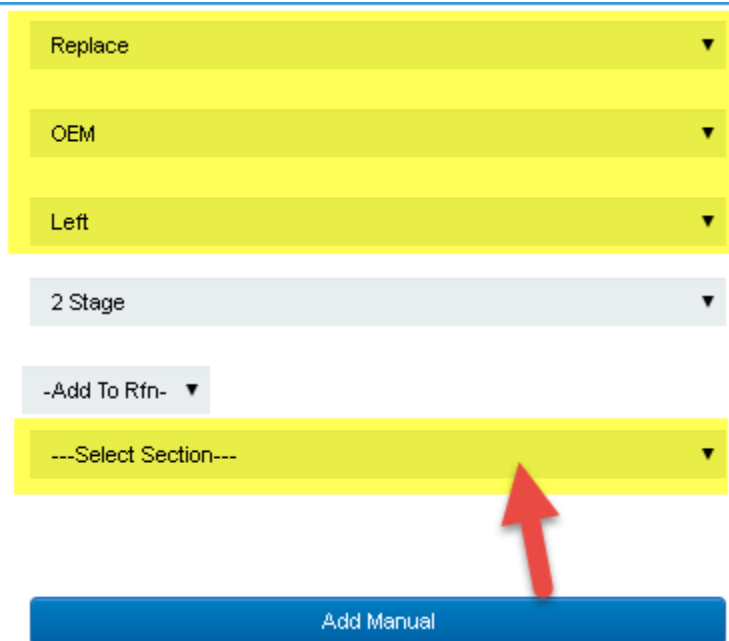 Replace
OEM
Left
2 Stage
-Add To Rfn-
---Select Section---
Add Manual